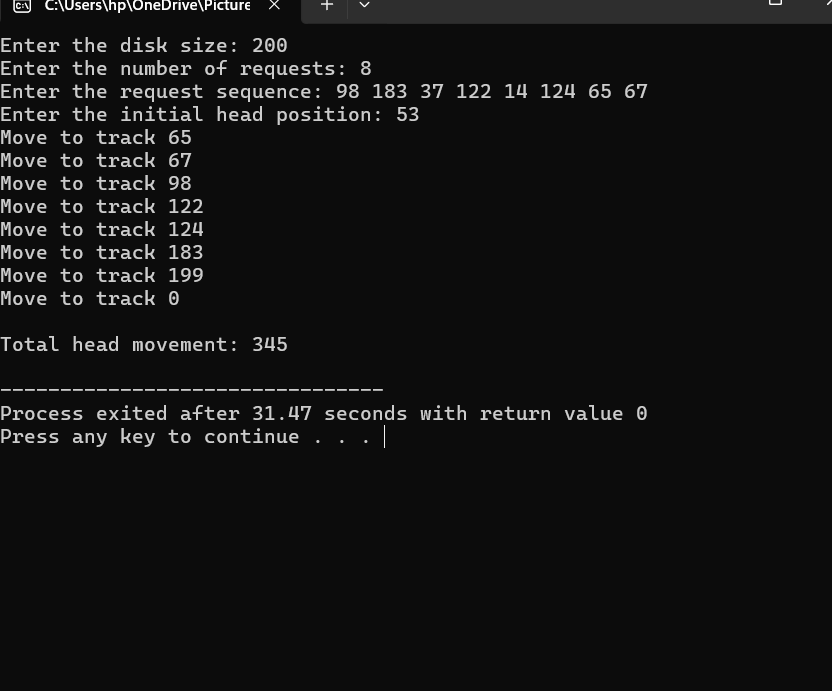 C:\Users\hp\OneDrive\Picture
Enter the disk size: 200
Enter the number of requests: 8
Enter the request sequence: 98 183 37 122 14 124 65 67
Enter the initial head position: 53
Move to track 65
Move to track 67
Move to track 98
Move to track 122
Move to track 124
Move to track 183
Move to track 199
Move to track 0

Total head movement: 345

--------------------------------
Process exited after 31.47 seconds with return value 0
Press any key to continue . . .